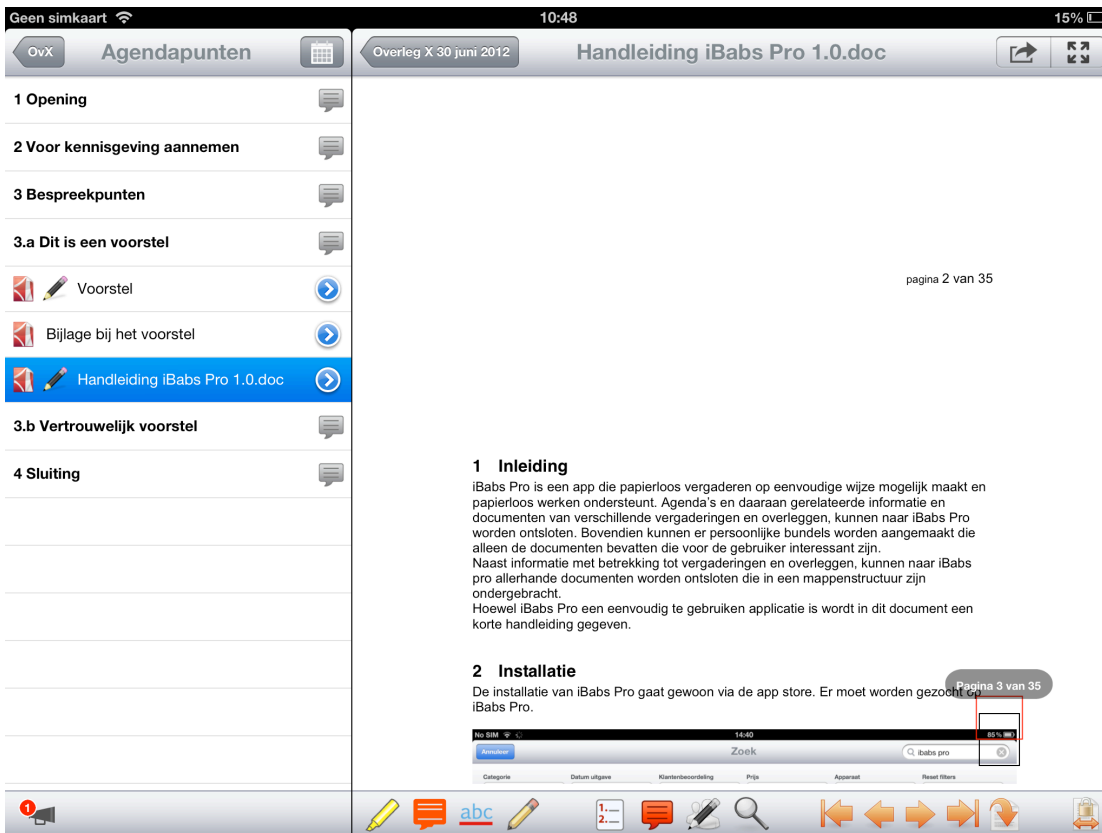 Geen simkaart 10:48 15%
OvX Agendapunten Overleg X 30 juni 2012 Handleiding iBabs Pro 1.0.doc
1 Opening
2 Voor kennisgeving aannemen
3 Bespreekpunten
3.a Dit is een voorstel
Voorstel
Bijlage bij het voorstel
Handleiding iBabs Pro 1.0.doc
3.b Vertrouwelijk voorstel
4 Sluiting
1
pagina 2 van 35
1 Inleiding
iBabs Pro is een app die papierloos vergaderen op eenvoudige wijze mogelijk maakt en
papierloos werken ondersteunt. Agenda's en daaraan gerelateerde informatie en
documenten van verschillende vergaderingen en overleggen, kunnen naar iBabs Pro
worden ontsloten. Bovendien kunnen er persoonlijke bundels worden aangemaakt die
alleen de documenten bevatten die voor de gebruiker interessant zijn.
Naast informatie met betrekking tot vergaderingen en overleggen, kunnen naar iBabs
pro allerhande documenten worden ontsloten die in een mappenstructuur zijn
ondergebracht.
Hoewel iBabs Pro een eenvoudig te gebruiken applicatie is wordt in dit document een
korte handleiding gegeven.
2 Installatie
Pagina 3 van 35
De installatie van iBabs Pro gaat gewoon via de app store. Er moet worden gezocht op
iBabs Pro.
No SIM 14:40 85%
Annuleer Zoek ibabs pro
Categorie Datum uitgave Klantenbeoordeling Prijs Apparaat Reset filters
abc 1. 2.